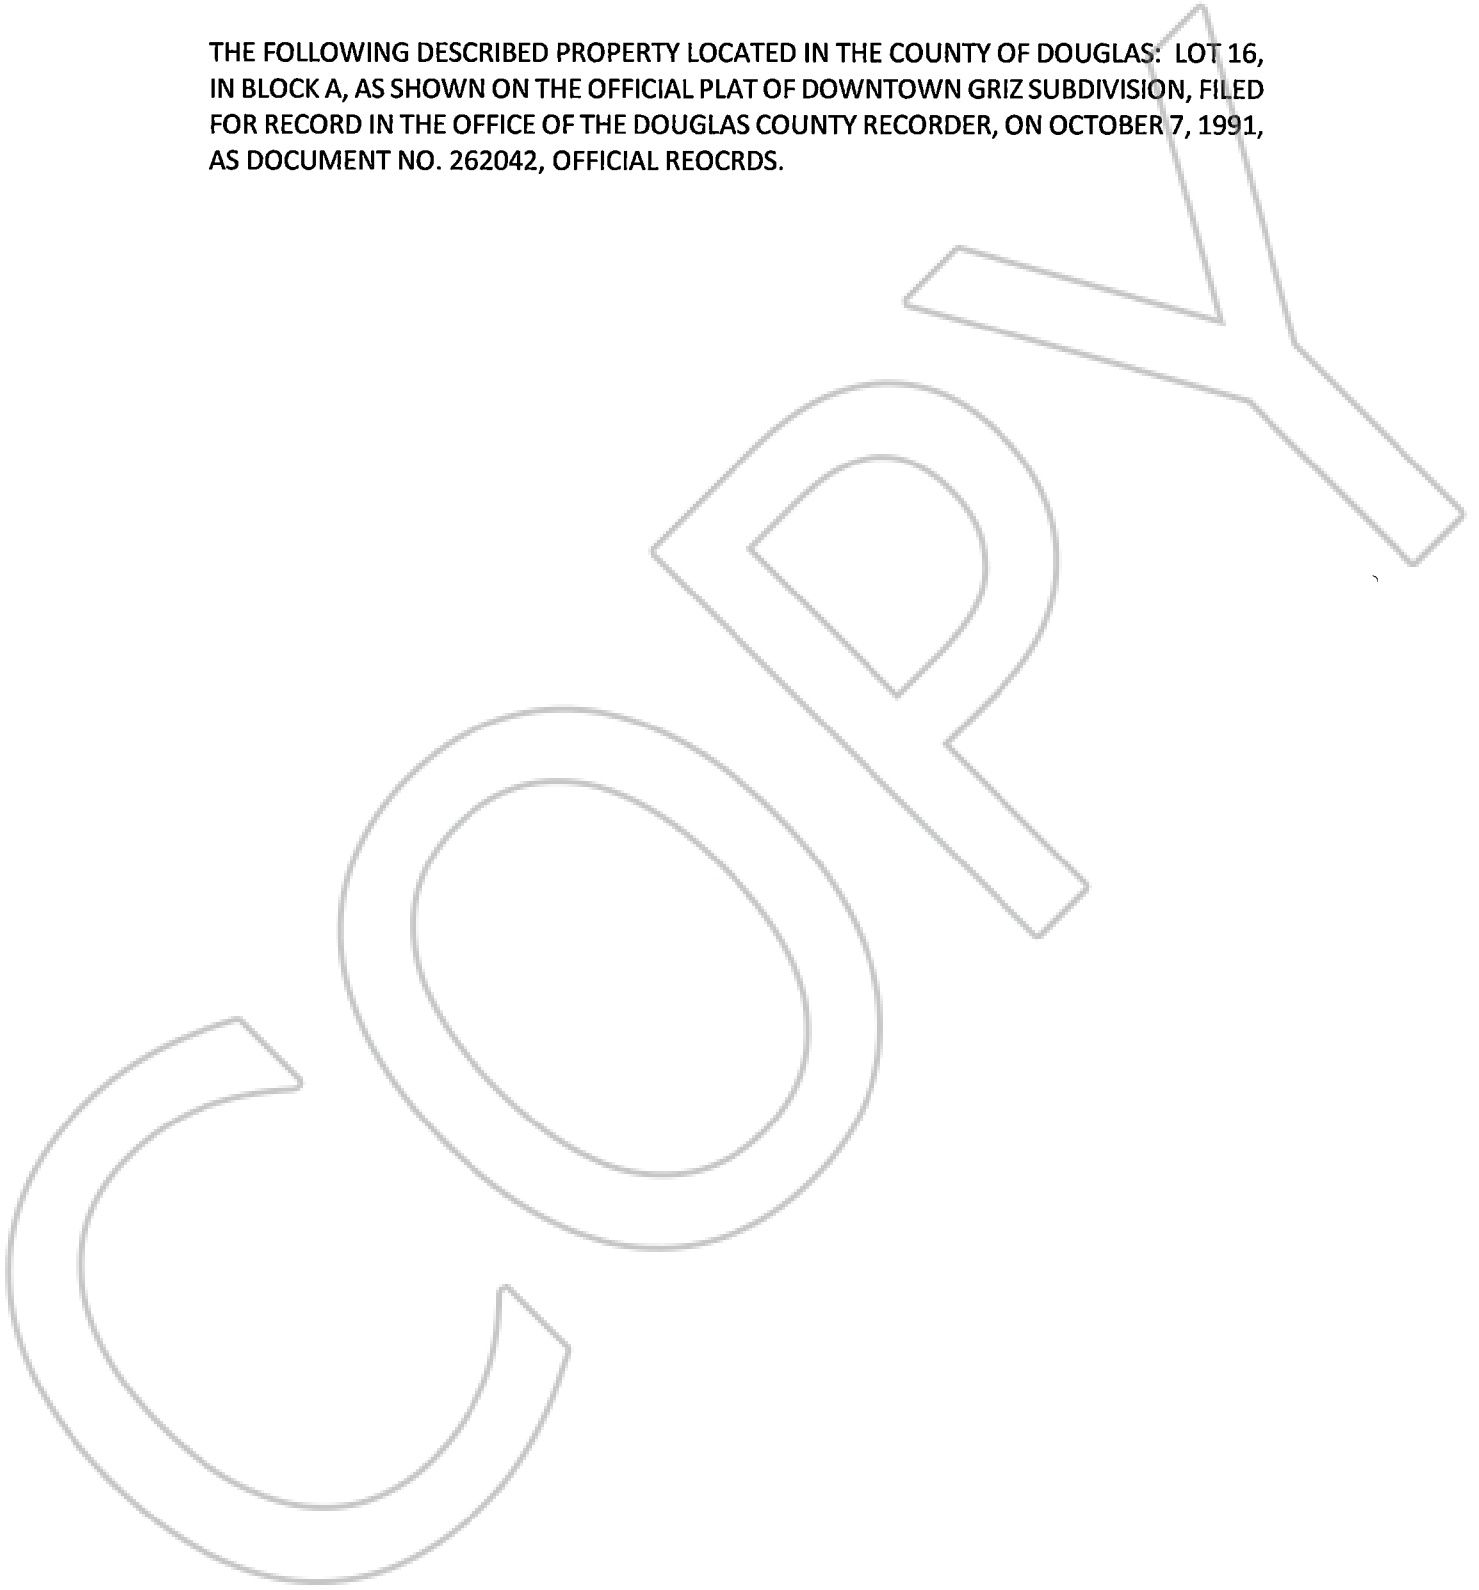 THE FOLLOWING DESCRIBED PROPERTY LOCATED IN THE COUNTY OF DOUGLAS: LOT 16,
IN BLOCK A, AS SHOWN ON THE OFFICIAL PLAT OF DOWNTOWN GRIZ SUBDIVISION, FILED
FOR RECORD IN THE OFFICE OF THE DOUGLAS COUNTY RECORDER, ON OCTOBER 7, 1991,
AS DOCUMENT NO. 262042, OFFICIAL REOCRDS.
COPY